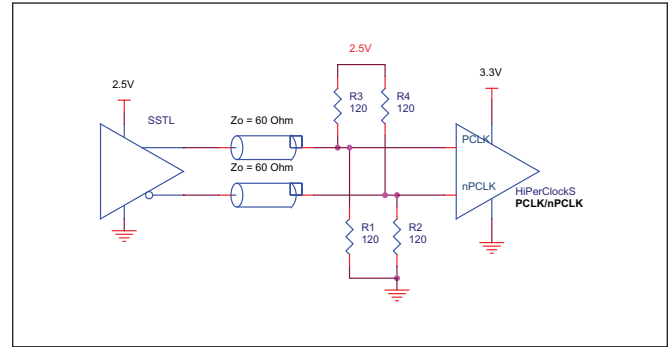 2.5V
SSTL
Zo = 60 Ohm
Zo = 60 Ohm
2.5V
R3
120
R4
120
3.3V
PCLK
nPCLK
HiPerClockS
PCLK/nPCLK
R1
120
R2
120